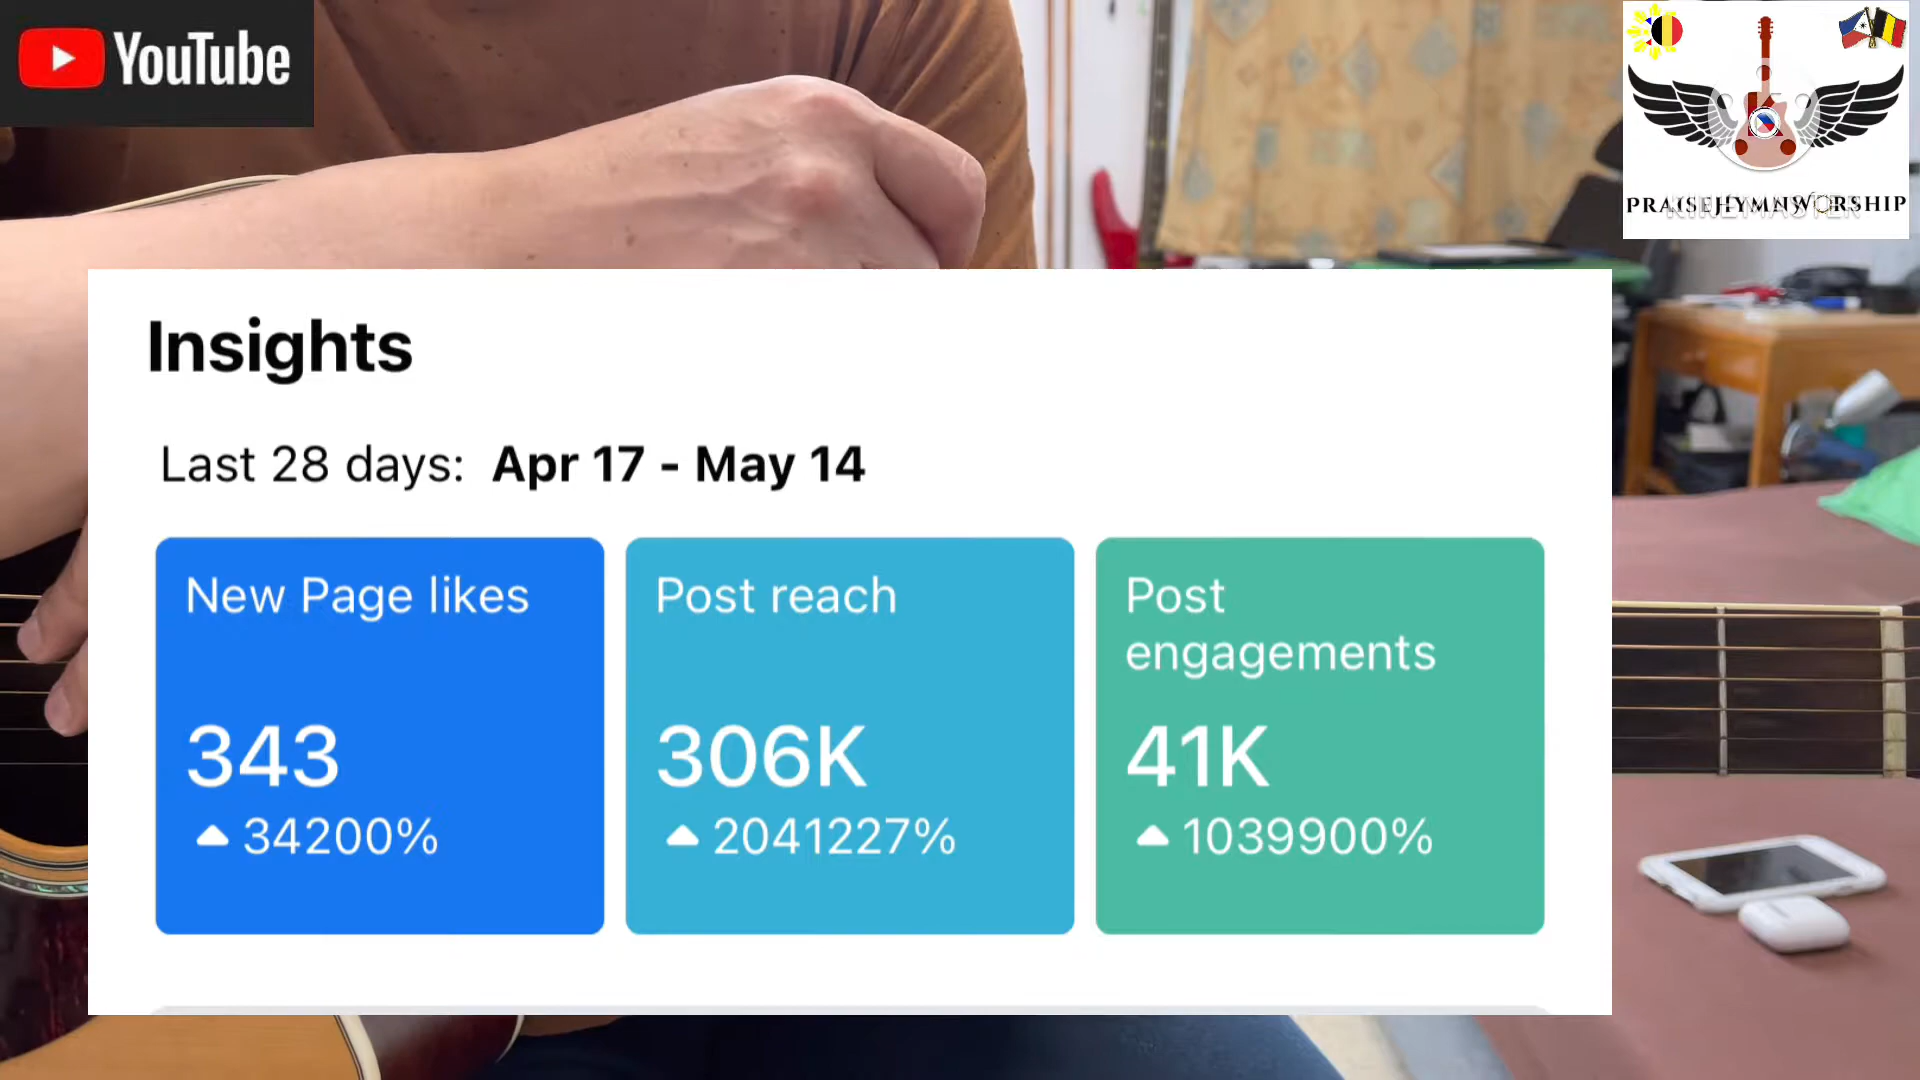 YouTube
PRAISEHYMNWORSHIP
KINEMASTER
Insights
Last 28 days: Apr 17 - May 14
New Page likes
343
34200%
Post reach
306K
2041227%
Post
engagements
41K
1039900%